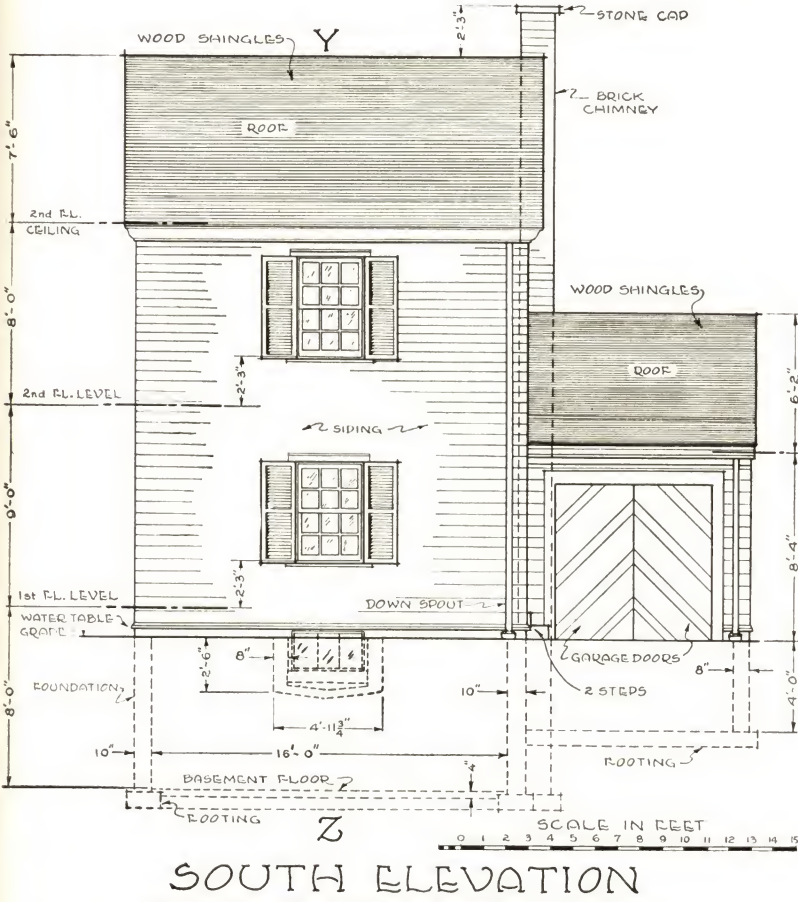 2'-3"
STONE CAP
WOOD SHINGLES
Y
BRICK
CHIMNEY
ROOF
7'-6"
2nd FL.
CEILING
WOOD SHINGLES
8'-0"
ROOF
6'-2"
2'-3"
2nd FL. LEVEL
SIDING
9'-0"
8'-4"
2'-3"
1st FL. LEVEL
DOWN SPOUT
WATER TABLE
GRADE
8"
2'-6"
GARAGE DOORS
8"
FOUNDATION
10"
2 STEPS
4'-0"
8'-0"
4'-11 3/4"
10"
16'-0"
FOOTING
BASEMENT FLOOR
4"
FOOTING
Z
SCALE IN FEET
0 1 2 3 4 5 6 7 8 9 10 11 12 13 14 15
SOUTH ELEVATION